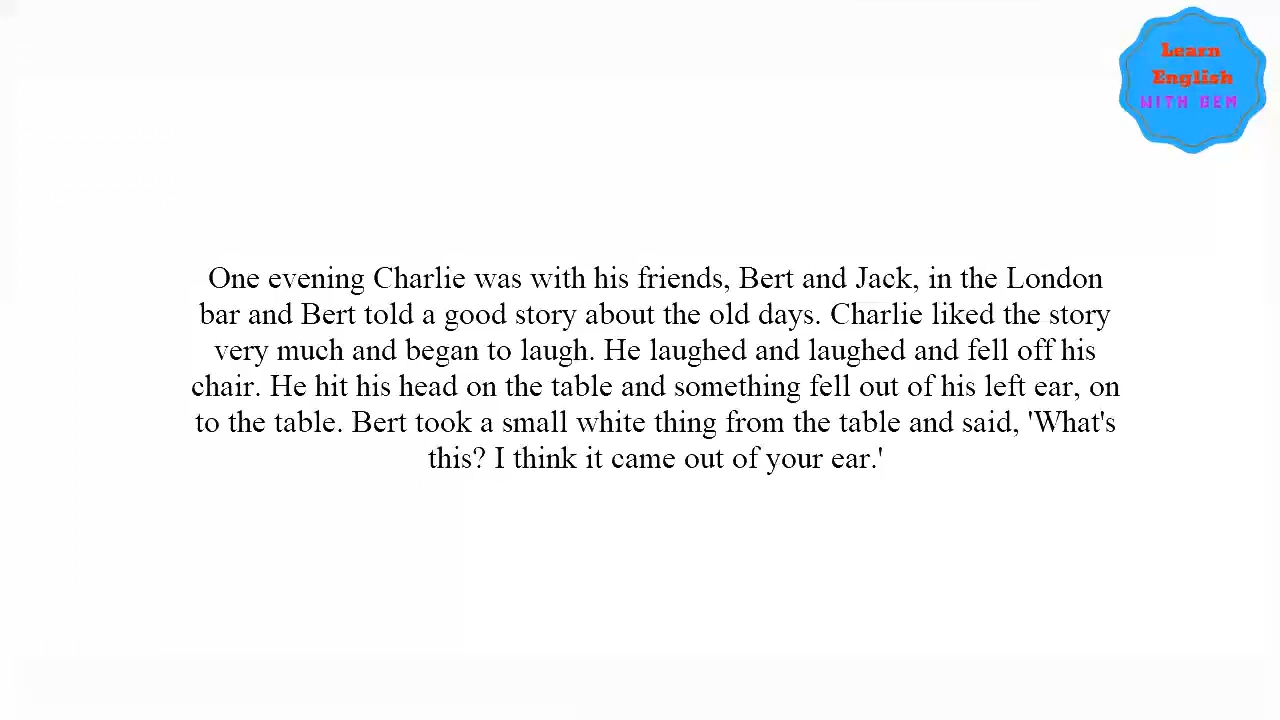 Learn
English
WITH GEM
One evening Charlie was with his friends, Bert and Jack, in the London
bar and Bert told a good story about the old days. Charlie liked the story
very much and began to laugh. He laughed and laughed and fell off his
chair. He hit his head on the table and something fell out of his left ear, on
to the table. Bert took a small white thing from the table and said, 'What's
this? I think it came out of your ear.'